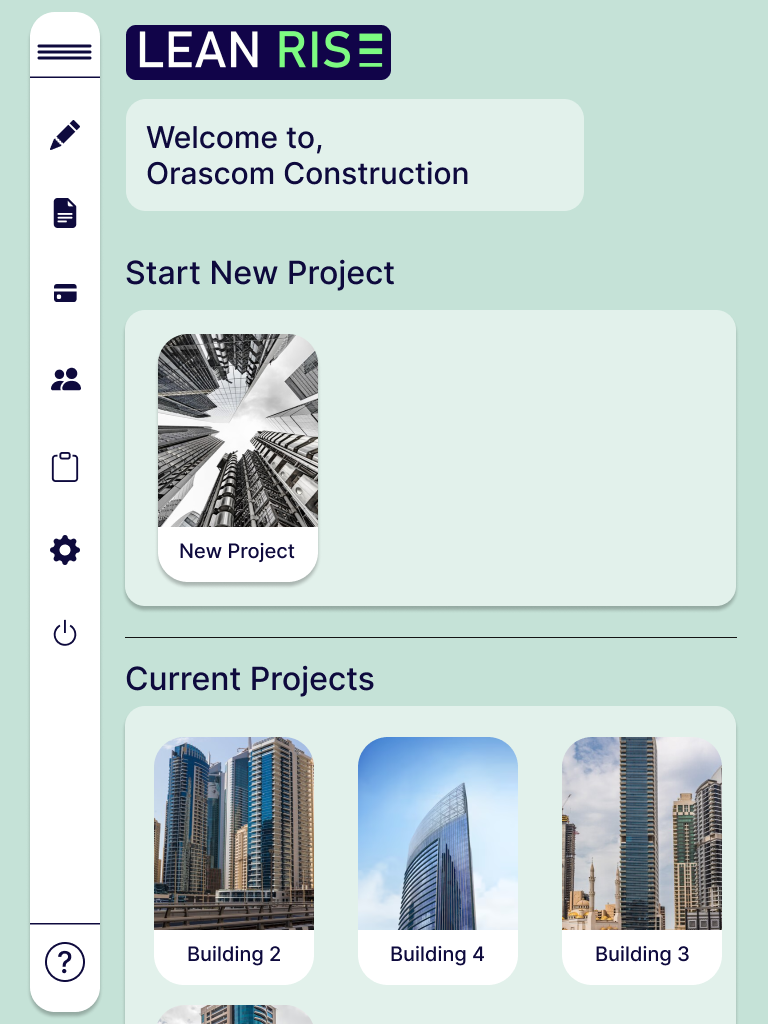 LEAN RISE
Welcome to,
Orascom Construction
Start New Project
New Project
Current Projects
Building 2
Building 4
Building 3
?